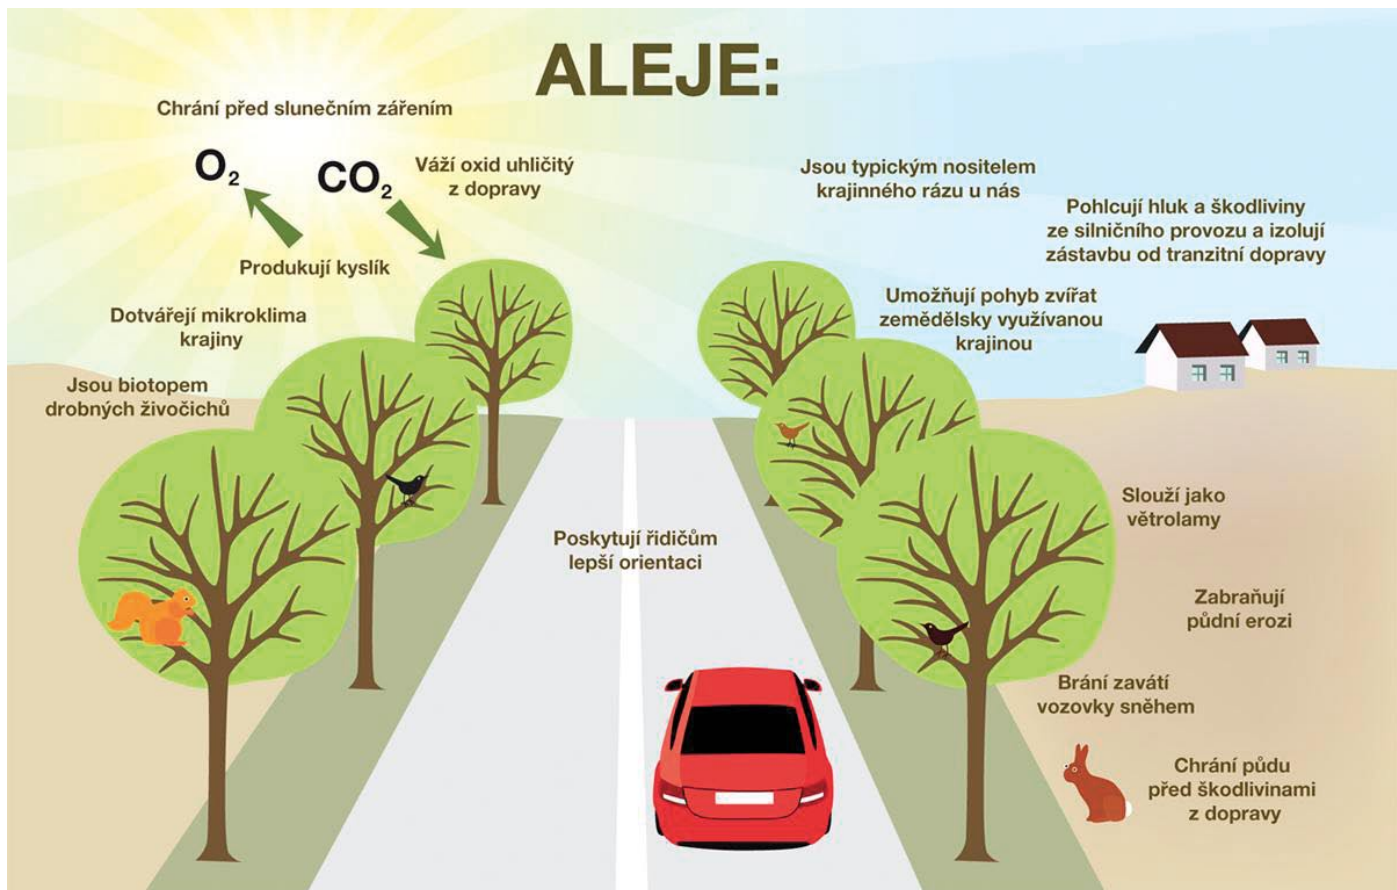 ALEJE:
Chrání před slunečním zářením
O₂
CO₂
Váží oxid uhličitý
z dopravy
Produkují kyslík
Dotvářejí mikroklima
krajiny
Jsou biotopem
drobných živočichů
Jsou typickým nositelem
krajinného rázu u nás
Pohlcují hluk a škodliviny
ze silničního provozu a izolují
zástavbu od tranzitní dopravy
Umožňují pohyb zvířat
zemědělsky využívanou
krajinou
Poskytují řidičům
lepší orientaci
Slouží jako
větrolamy
Zabraňují
půdní erozi
Brání zavátí
vozovky sněhem
Chrání půdu
před škodlivinami
z dopravy